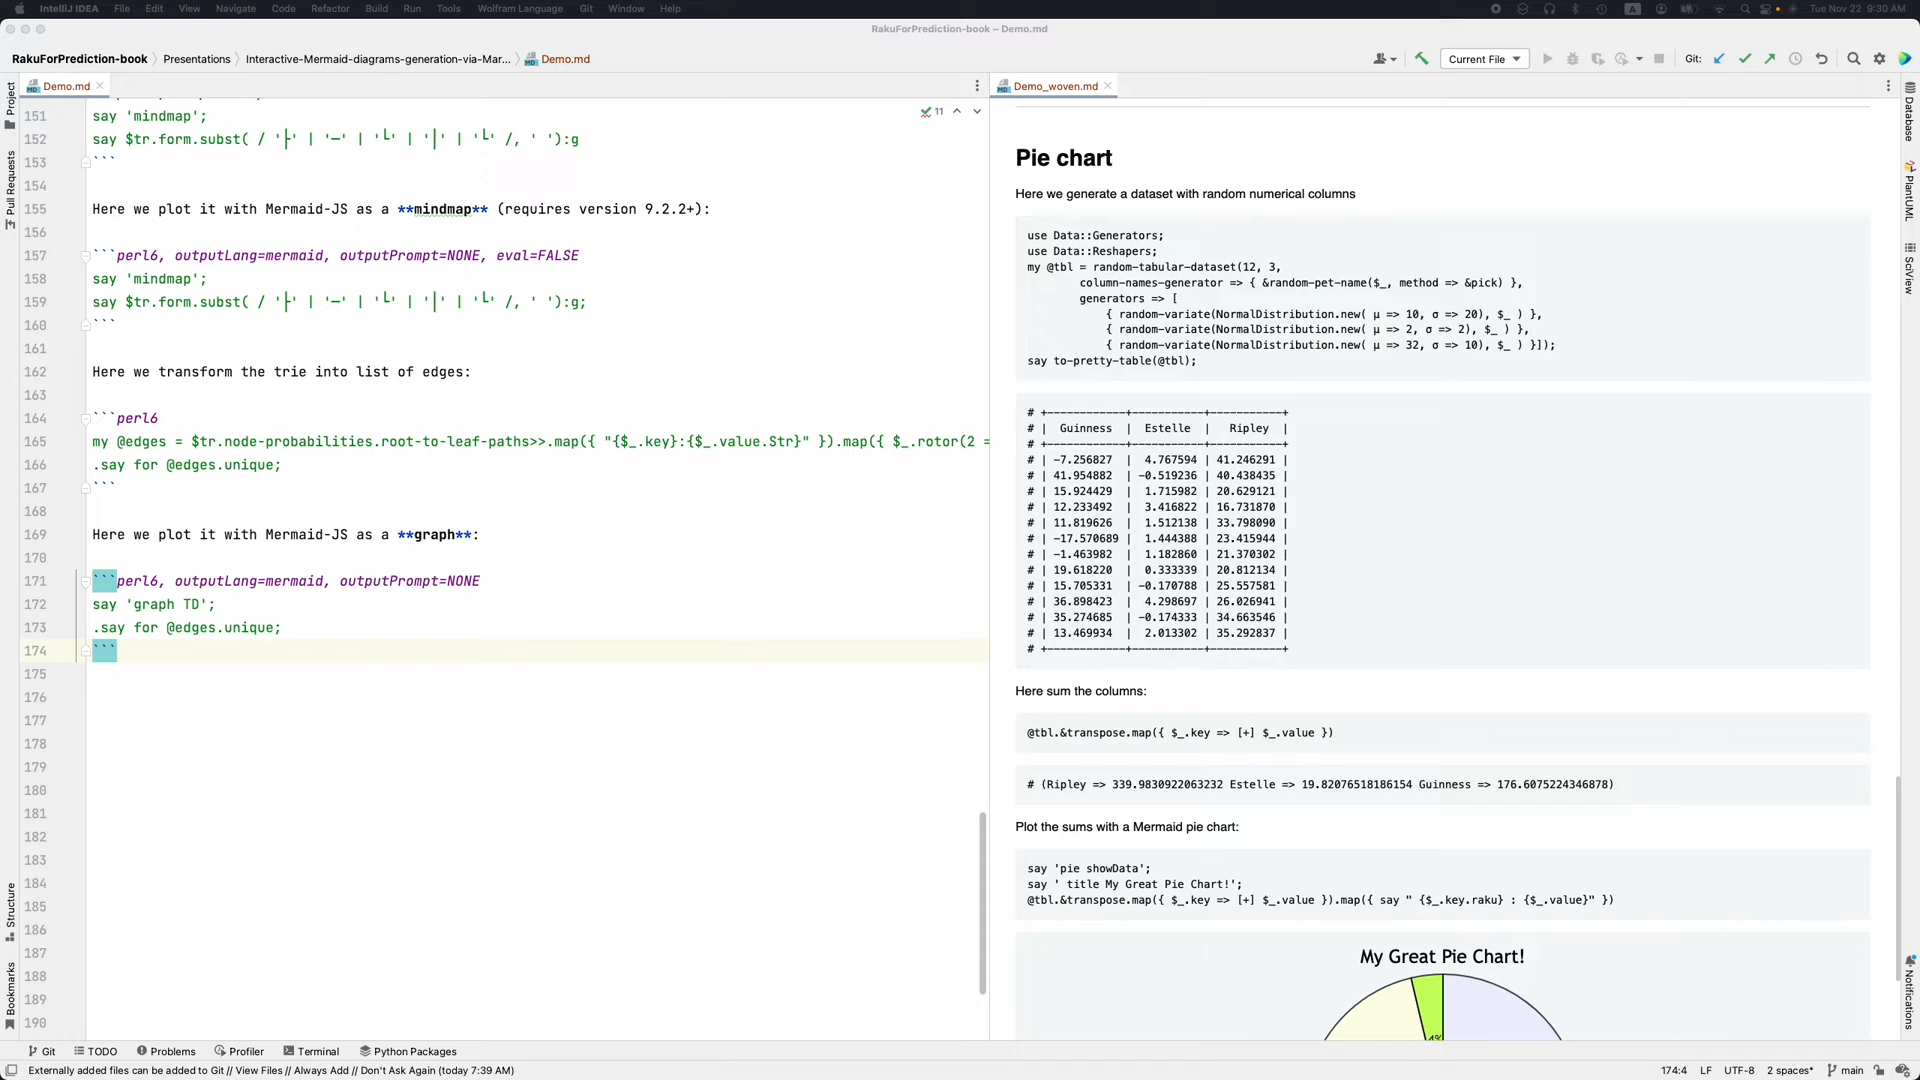 IntelliJ IDEA File Edit View Navigate Code Refactor Build Run Tools Wolfram Language Git Window Help Tue Nov 22 9:30 AM
RakuForPrediction-book – Demo.md
RakuForPrediction-book Presentations Interactive-Mermaid-diagrams-generation-via-Mar... Demo.md Current File Git:
Demo.md
151 say 'mindmap';
152 say $tr.form.subst( / '├' | '─' | '└' | '│' | '└' /, ' '):g
153 ```
154
155 Here we plot it with Mermaid-JS as a **mindmap** (requires version 9.2.2+):
156
157 ```perl6, outputLang=mermaid, outputPrompt=NONE, eval=FALSE
158 say 'mindmap';
159 say $tr.form.subst( / '├' | '─' | '└' | '│' | '└' /, ' '):g;
160 ```
161
162 Here we transform the trie into list of edges:
163
164 ```perl6
165 my @edges = $tr.node-probabilities.root-to-leaf-paths>>.map({ "{$_.key}:{$_.value.Str}" }).map({ $_.rotor(2 =
166 .say for @edges.unique;
167 ```
168
169 Here we plot it with Mermaid-JS as a **graph**:
170
171 ```perl6, outputLang=mermaid, outputPrompt=NONE
172 say 'graph TD';
173 .say for @edges.unique;
174 ```
175
176
177
178
179
180
181
182
183
184
185
186
187
188
189
190
11
Demo_woven.md
Pie chart
Here we generate a dataset with random numerical columns
use Data::Generators;
use Data::Reshapers;
my @tbl = random-tabular-dataset(12, 3,
column-names-generator => { &random-pet-name($_, method => &pick) },
generators => [
{ random-variate(NormalDistribution.new( μ => 10, σ => 20), $_ ) },
{ random-variate(NormalDistribution.new( μ => 2, σ => 2), $_ ) },
{ random-variate(NormalDistribution.new( μ => 32, σ => 10), $_ ) }]);
say to-pretty-table(@tbl);
# +------------+-----------+-----------+
# | Guinness | Estelle | Ripley |
# +------------+-----------+-----------+
# | -7.256827 | 4.767594 | 41.246291 |
# | 41.954882 | -0.519236 | 40.438435 |
# | 15.924429 | 1.715982 | 20.629121 |
# | 12.233492 | 3.416822 | 16.731870 |
# | 11.819626 | 1.512138 | 33.798090 |
# | -17.570689 | 1.444388 | 23.415944 |
# | -1.463982 | 1.182860 | 21.370302 |
# | 19.618220 | 0.333339 | 20.812134 |
# | 15.705331 | -0.170788 | 25.557581 |
# | 36.898423 | 4.298697 | 26.026941 |
# | 35.274685 | -0.174333 | 34.663546 |
# | 13.469934 | 2.013302 | 35.292837 |
# +------------+-----------+-----------+
Here sum the columns:
@tbl.&transpose.map({ $_.key => [+] $_.value })
# (Ripley => 339.9830922063232 Estelle => 19.82076518186154 Guinness => 176.6075224346878)
Plot the sums with a Mermaid pie chart:
say 'pie showData';
say ' title My Great Pie Chart!';
@tbl.&transpose.map({ $_.key => [+] $_.value }).map({ say " {$_.key.raku} : {$_.value}" })
My Great Pie Chart!
4%
Project
Pull Requests
Structure
Bookmarks
Database
PlantUML
SciView
Notifications
Git TODO Problems Profiler Terminal Python Packages
Externally added files can be added to Git // View Files // Always Add // Don't Ask Again (today 7:39 AM) 174:4 LF UTF-8 2 spaces* main